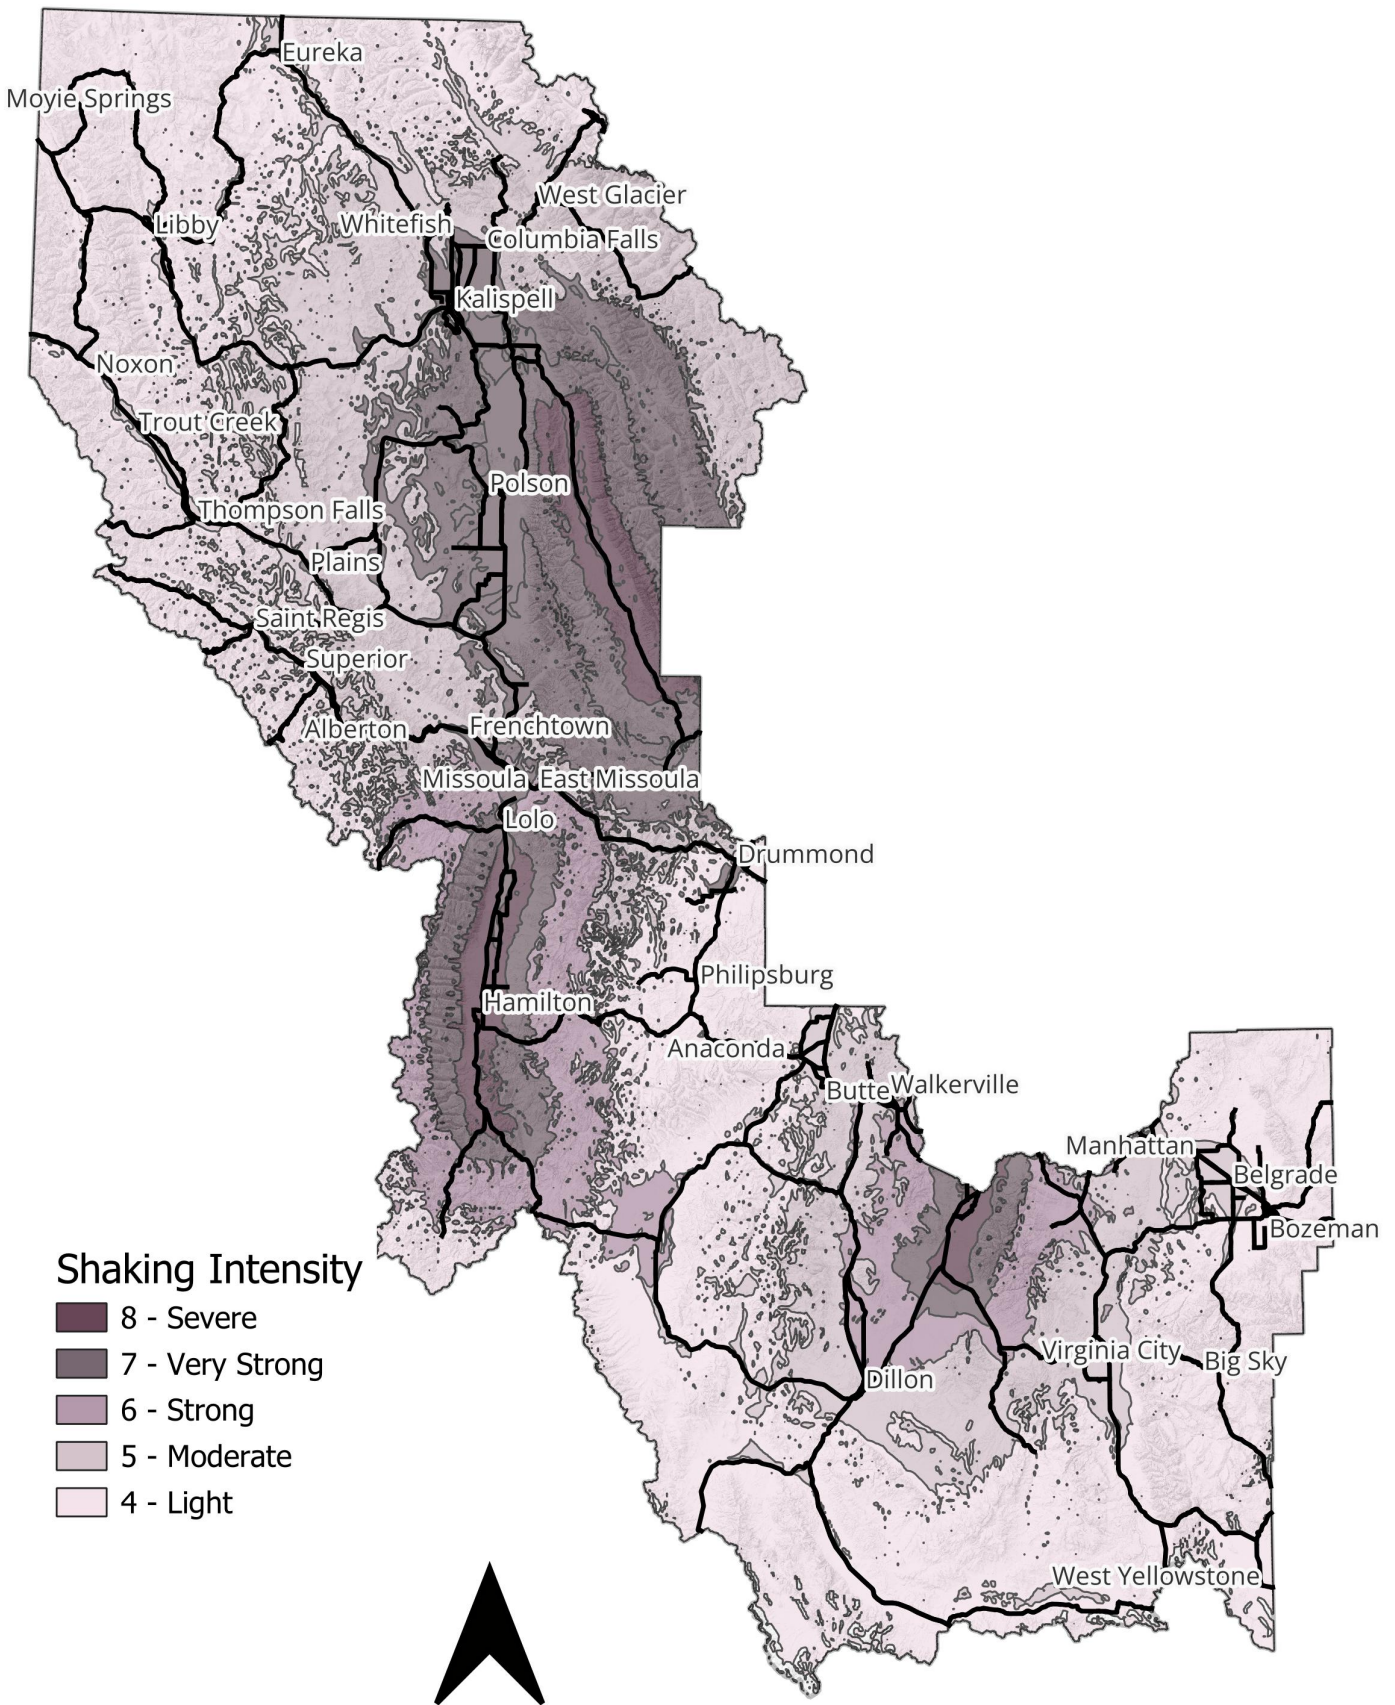 Eureka
Moyie Springs
West Glacier
Libby
Whitefish
Columbia Falls
Kalispell
Noxon
Trout Creek
Polson
Thompson Falls
Plains
Saint Regis
Superior
Alberton
Frenchtown
Missoula
East Missoula
Lolo
Drummond
Philipsburg
Hamilton
Anaconda
Butte
Walkerville
Manhattan
Belgrade
Bozeman
Virginia City
Big Sky
Dillon
West Yellowstone
Shaking Intensity
8 - Severe
7 - Very Strong
6 - Strong
5 - Moderate
4 - Light